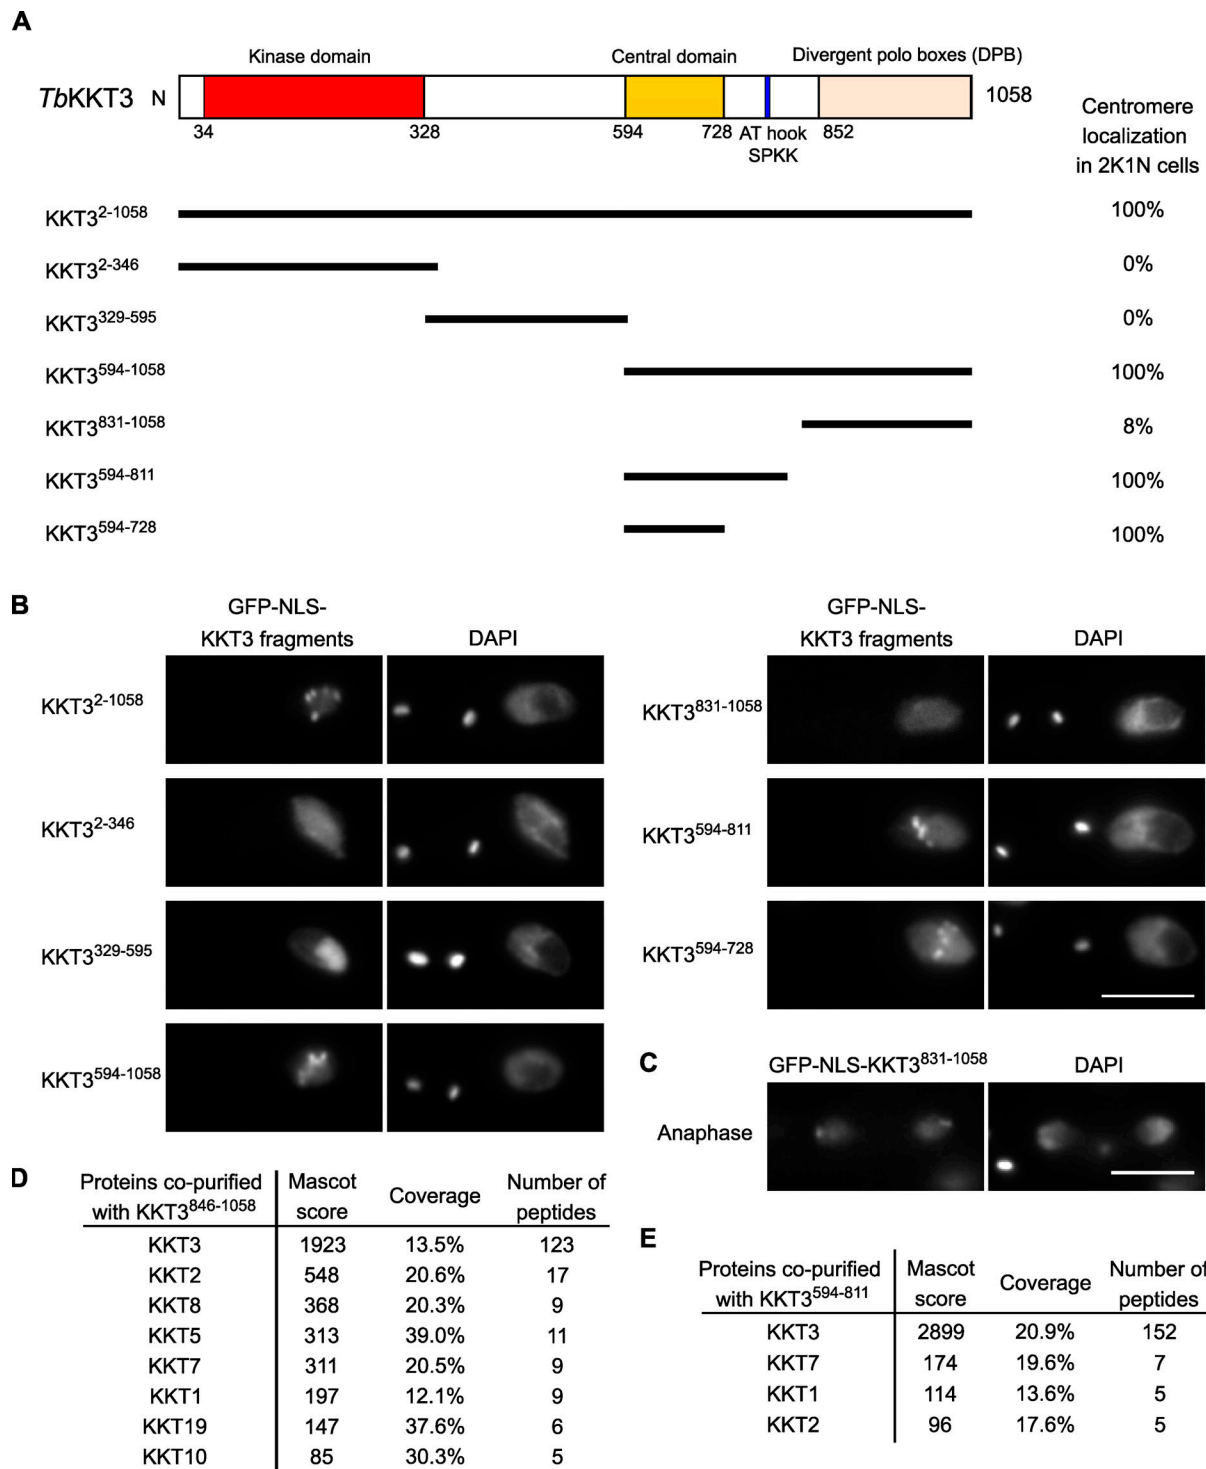 A
Kinase domain
Central domain
Divergent polo boxes (DPB)
TbKKT3 N
1058
34
328
594
728
AT hook
SPKK
852
Centromere
localization
in 2K1N cells
KKT3²⁻¹⁰⁵⁸ 100%
KKT3²⁻³⁴⁶ 0%
KKT3³²⁹⁻⁵⁹⁵ 0%
KKT3⁵⁹⁴⁻¹⁰⁵⁸ 100%
KKT3⁸³¹⁻¹⁰⁵⁸ 8%
KKT3⁵⁹⁴⁻⁸¹¹ 100%
KKT3⁵⁹⁴⁻⁷²⁸ 100%
B
GFP-NLS-
KKT3 fragments
DAPI
KKT3²⁻¹⁰⁵⁸
KKT3²⁻³⁴⁶
KKT3³²⁹⁻⁵⁹⁵
KKT3⁵⁹⁴⁻¹⁰⁵⁸
GFP-NLS-
KKT3 fragments
DAPI
KKT3⁸³¹⁻¹⁰⁵⁸
KKT3⁵⁹⁴⁻⁸¹¹
KKT3⁵⁹⁴⁻⁷²⁸
C
GFP-NLS-KKT3⁸³¹⁻¹⁰⁵⁸
DAPI
Anaphase
D
Proteins co-purified
with KKT3⁸⁴⁶⁻¹⁰⁵⁸
Mascot
score
Coverage
Number of
peptides
KKT3 1923 13.5% 123
KKT2 548 20.6% 17
KKT8 368 20.3% 9
KKT5 313 39.0% 11
KKT7 311 20.5% 9
KKT1 197 12.1% 9
KKT19 147 37.6% 6
KKT10 85 30.3% 5
E
Proteins co-purified
with KKT3⁵⁹⁴⁻⁸¹¹
Mascot
score
Coverage
Number of
peptides
KKT3 2899 20.9% 152
KKT7 174 19.6% 7
KKT1 114 13.6% 5
KKT2 96 17.6% 5